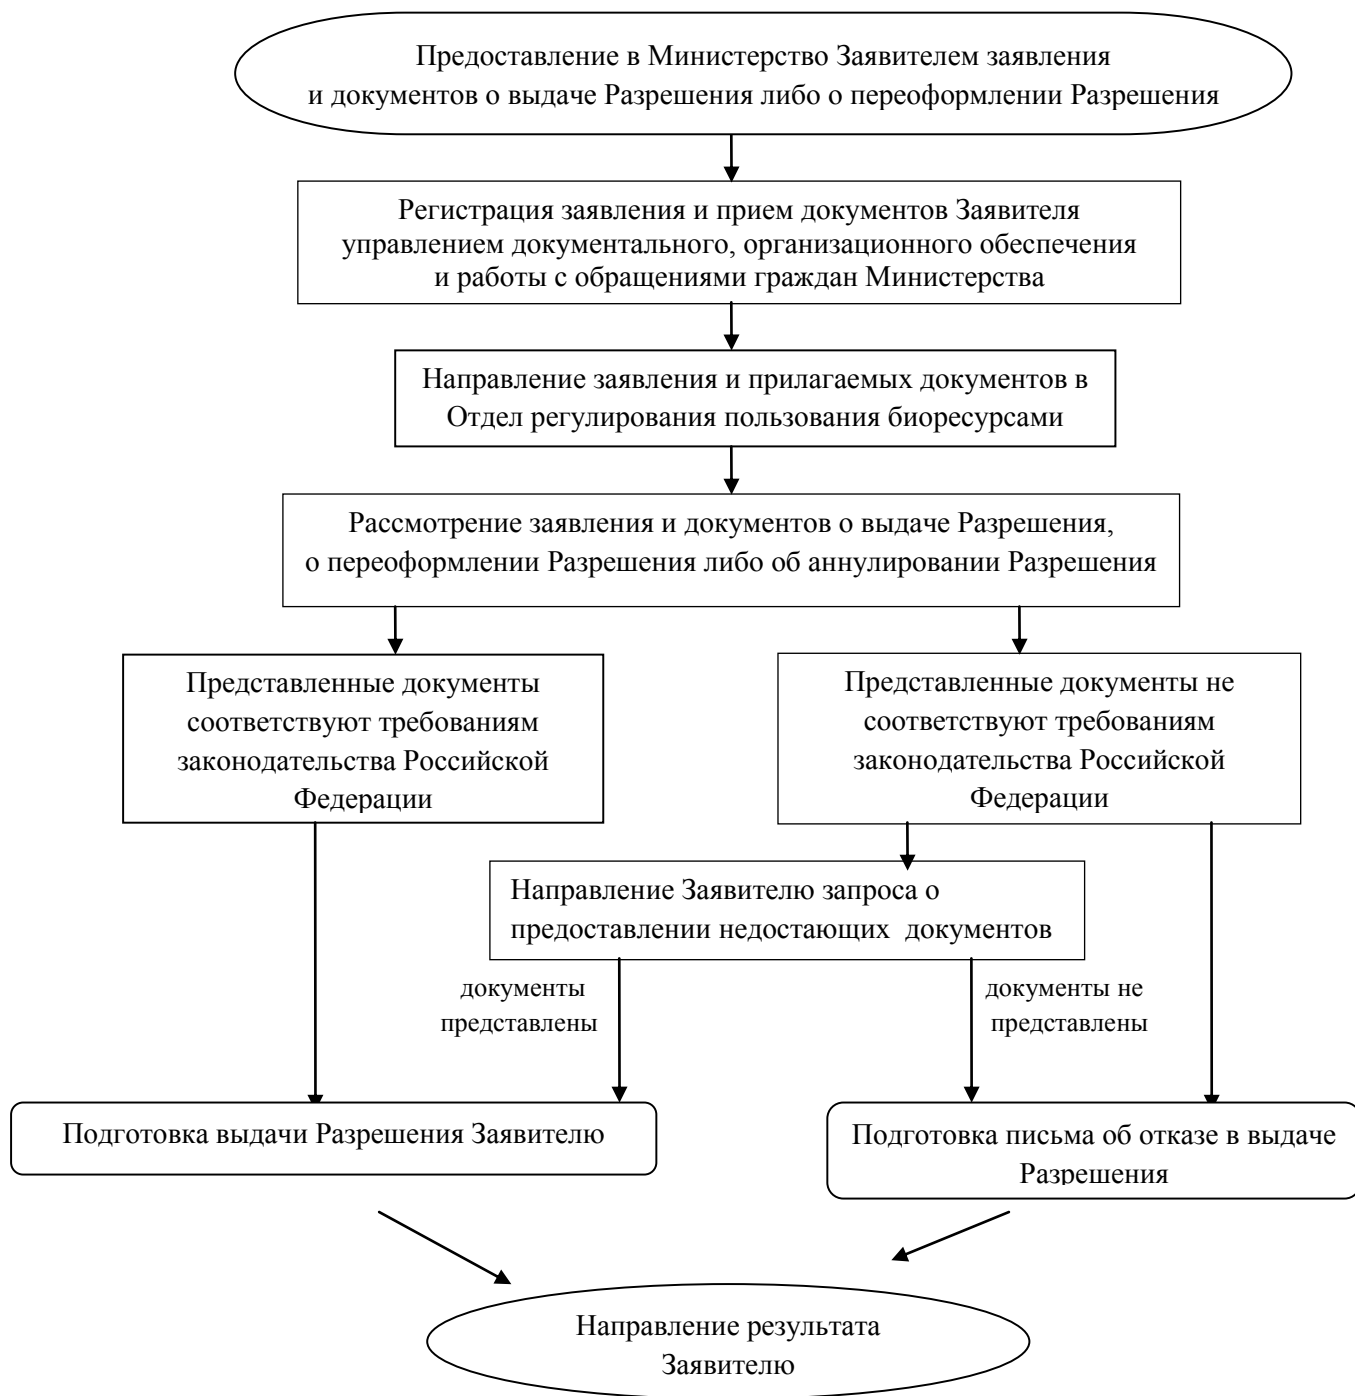 Предоставление в Министерство Заявителем заявления
и документов о выдаче Разрешения либо о переоформлении Разрешения
Регистрация заявления и прием документов Заявителя
управлением документального, организационного обеспечения
и работы с обращениями граждан Министерства
Направление заявления и прилагаемых документов в
Отдел регулирования пользования биоресурсами
Рассмотрение заявления и документов о выдаче Разрешения,
о переоформлении Разрешения либо об аннулировании Разрешения
Представленные документы
соответствуют требованиям
законодательства Российской
Федерации
Представленные документы не
соответствуют требованиям
законодательства Российской
Федерации
Направление Заявителю запроса о
предоставлении недостающих  документов
документы
представлены
документы не
представлены
Подготовка выдачи Разрешения Заявителю
Подготовка письма об отказе в выдаче
Разрешения
Направление результата
Заявителю